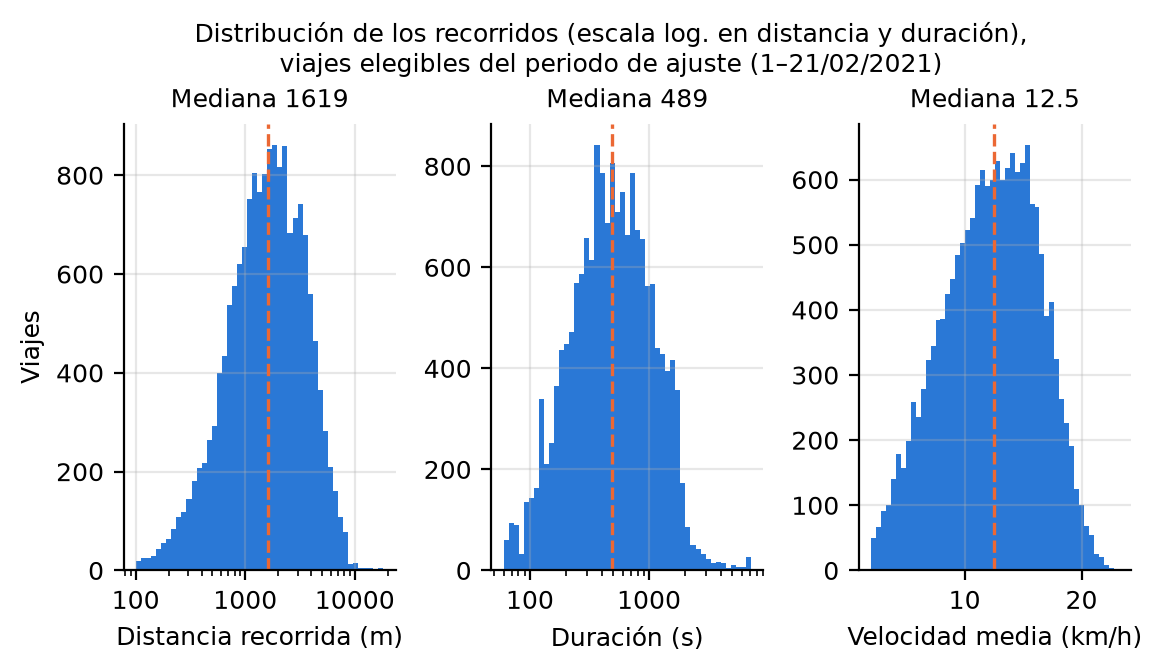 Distribución de los recorridos (escala log. en distancia y duración),
viajes elegibles del periodo de ajuste (1–21/02/2021)
Mediana 1619
Viajes
0
200
400
600
800
100
1000
10000
Distancia recorrida (m)
Mediana 489
0
200
400
600
800
100
1000
Duración (s)
Mediana 12.5
0
100
200
300
400
500
600
10
20
Velocidad media (km/h)